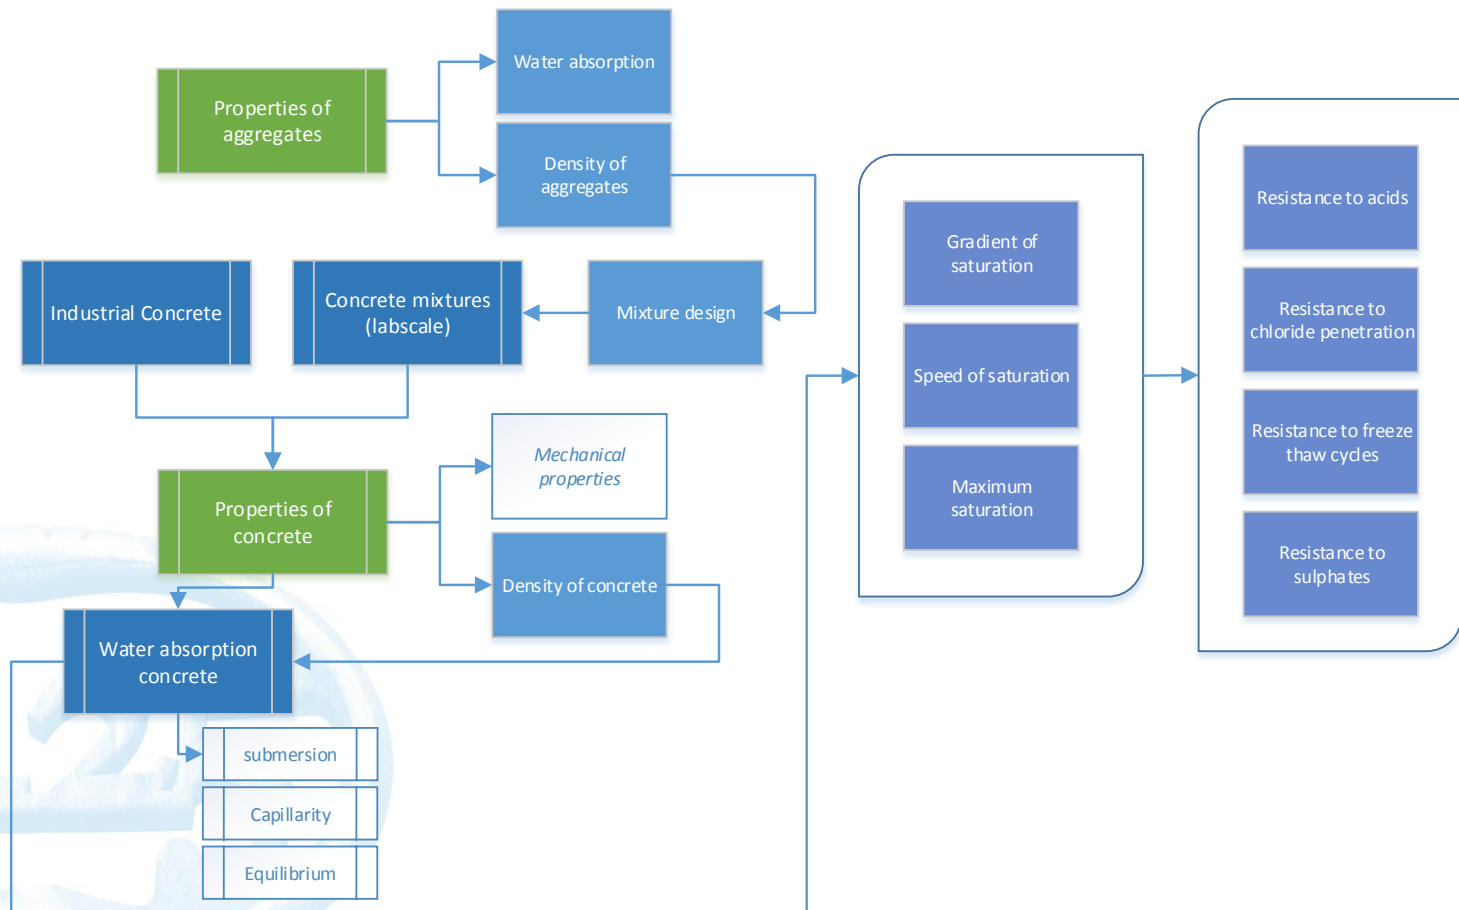 Water absorption
Properties of
aggregates
Density of
aggregates
Industrial Concrete
Concrete mixtures
(labscale)
Mixture design
Mechanical
properties
Properties of
concrete
Density of concrete
Water absorption
concrete
submersion
Capillarity
Equilibrium
Gradient of
saturation
Speed of saturation
Maximum
saturation
Resistance to acids
Resistance to
chloride penetration
Resistance to freeze
thaw cycles
Resistance to
sulphates